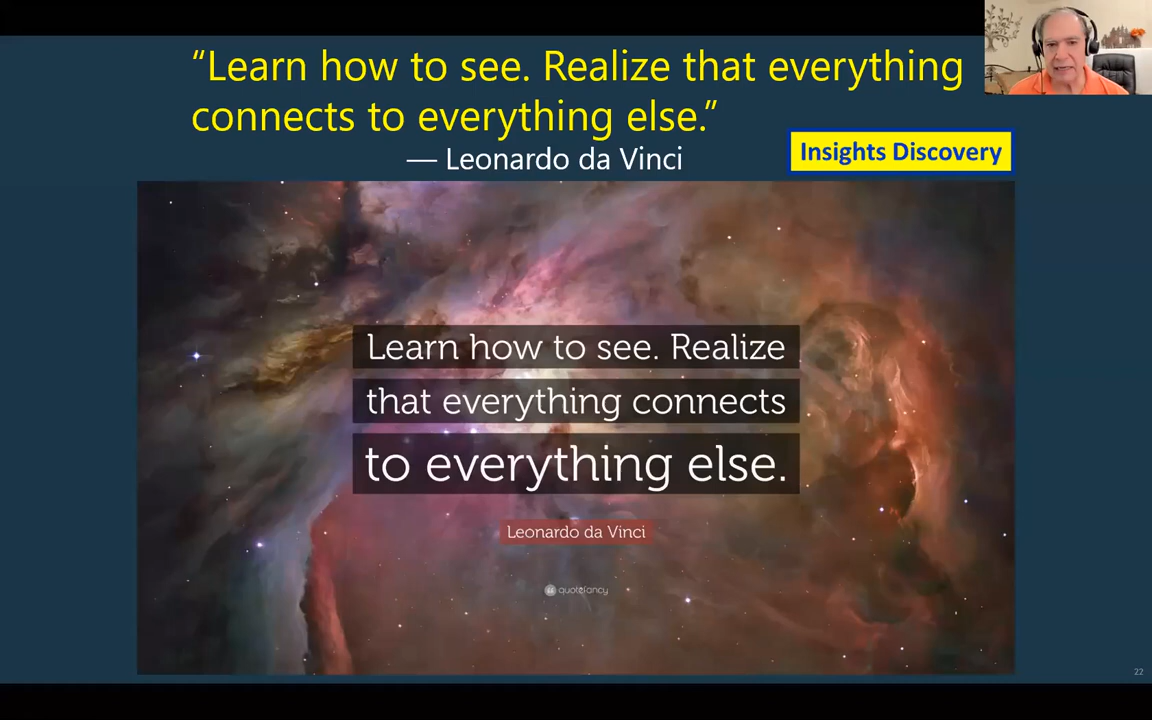 “Learn how to see. Realize that everything
connects to everything else.”
— Leonardo da Vinci
Insights Discovery
Learn how to see. Realize
that everything connects
to everything else.
Leonardo da Vinci
quotefancy
22